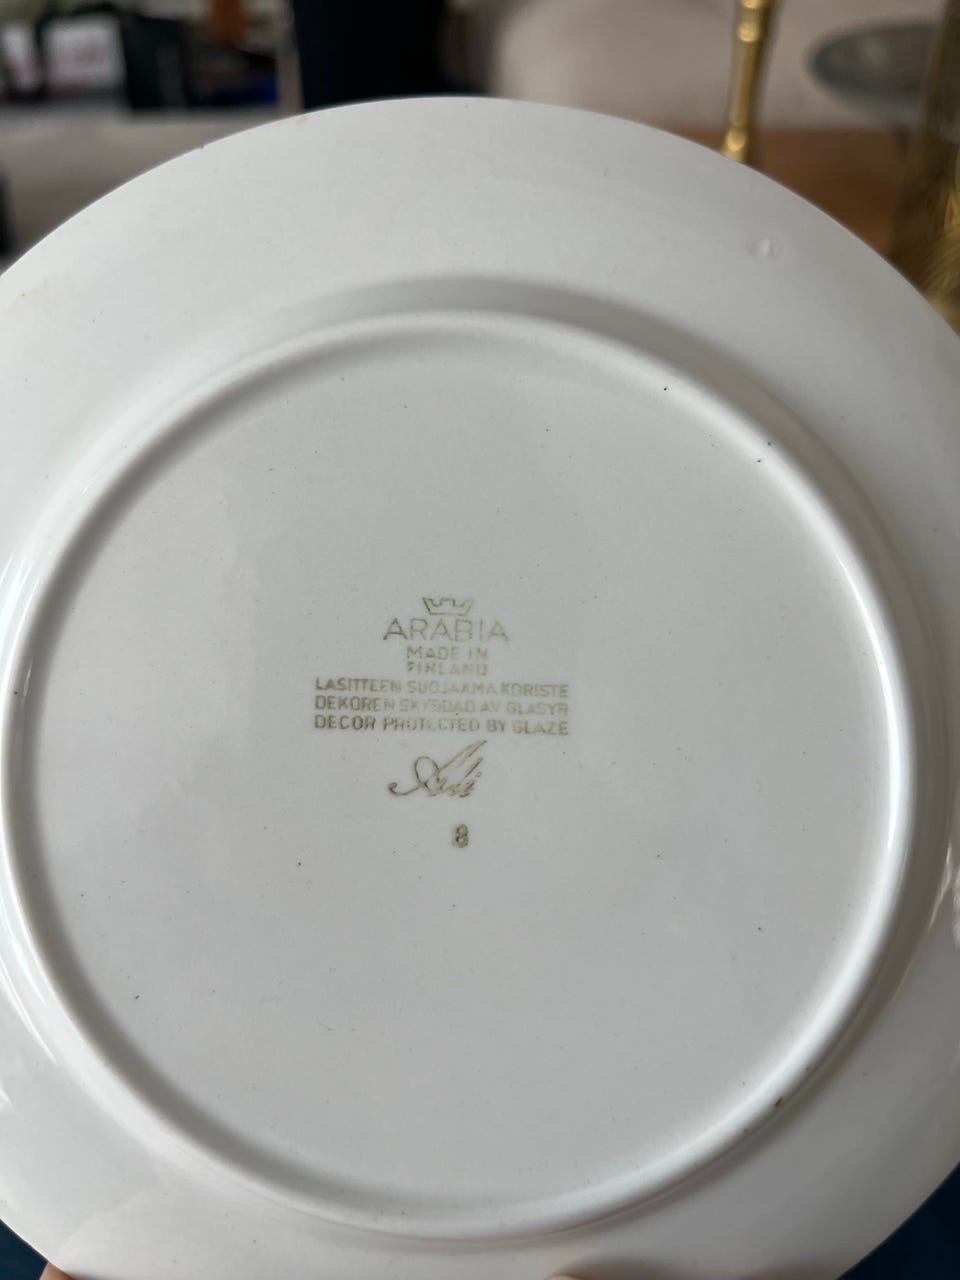 ARABIA
MADE IN
FINLAND
LASITTEEN SUOJAAMA KORISTE
DEKOREN SKYDDAD AV GLASYR
DECOR PROTECTED BY GLAZE
8